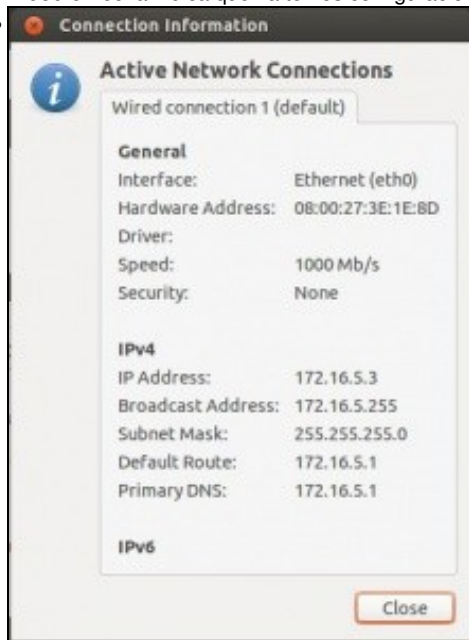 Connection Information
Active Network Connections
Wired connection 1 (default)
General
Interface: Ethernet (eth0)
Hardware Address: 08:00:27:3E:1E:8D
Driver:
Speed: 1000 Mb/s
Security: None
IPv4
IP Address: 172.16.5.3
Broadcast Address: 172.16.5.255
Subnet Mask: 255.255.255.0
Default Route: 172.16.5.1
Primary DNS: 172.16.5.1
IPv6
Close